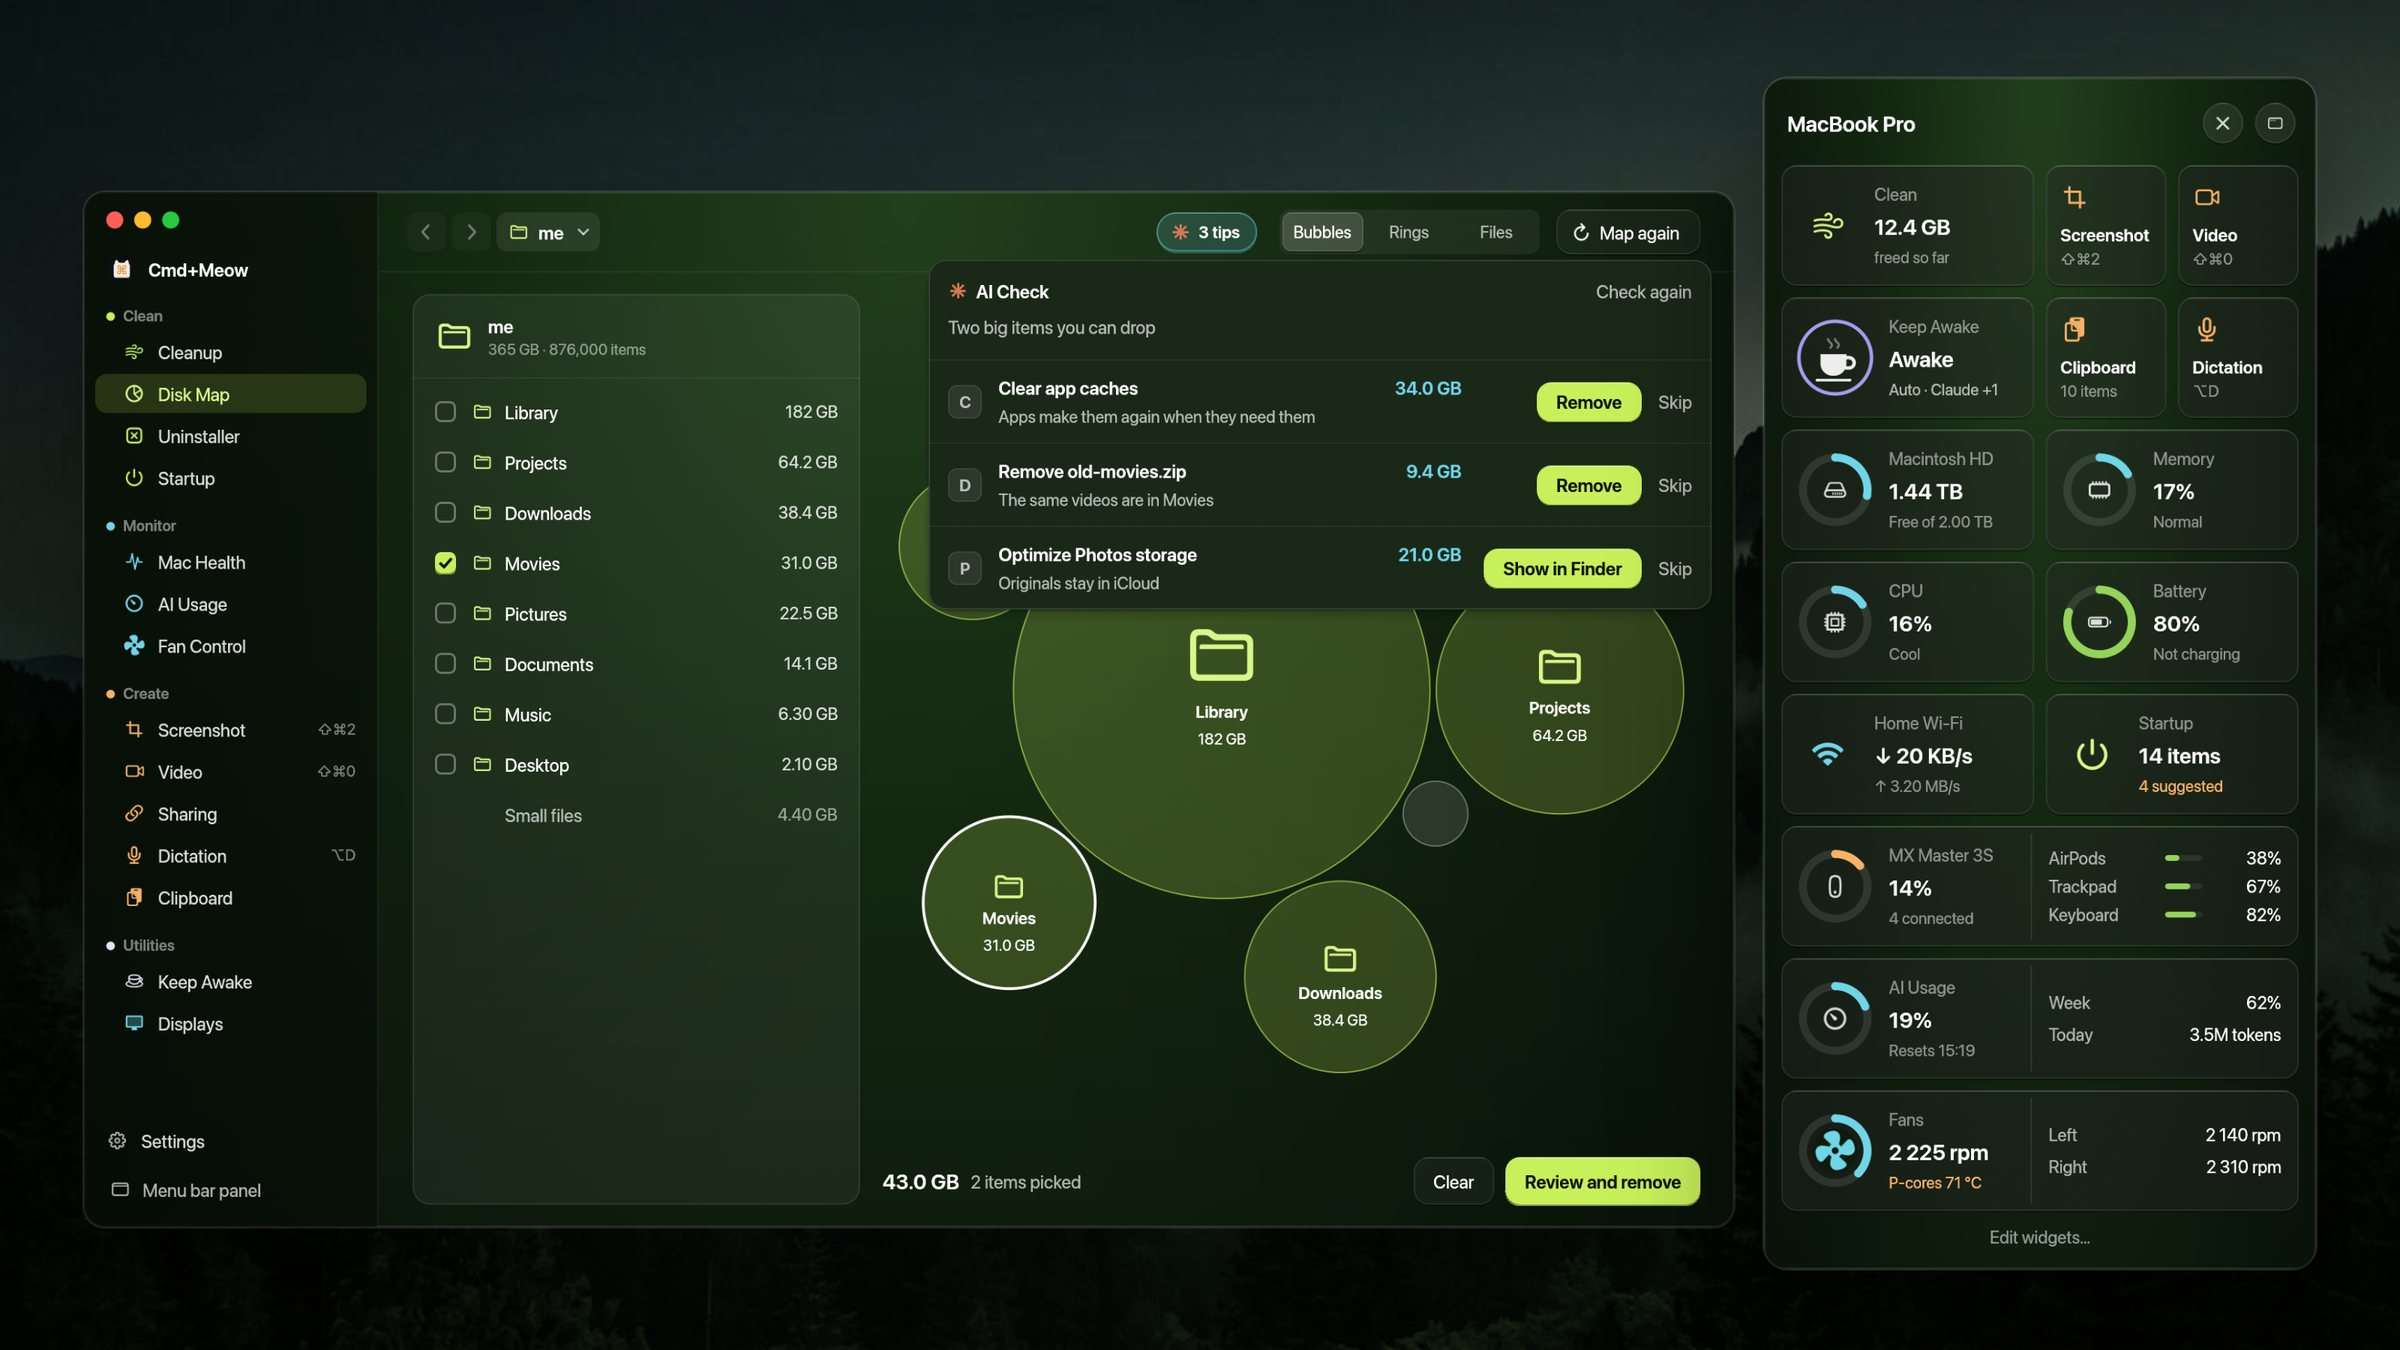 Cmd+Meow
Clean
Cleanup
Disk Map
Uninstaller
Startup
Monitor
Mac Health
AI Usage
Fan Control
Create
Screenshot ⇧⌘2
Video ⇧⌘0
Sharing
Dictation ⌥D
Clipboard
Utilities
Keep Awake
Displays
Settings
Menu bar panel
me
3 tips
Bubbles
Rings
Files
Map again
me
365 GB · 876,000 items
Library 182 GB
Projects 64.2 GB
Downloads 38.4 GB
Movies 31.0 GB
Pictures 22.5 GB
Documents 14.1 GB
Music 6.30 GB
Desktop 2.10 GB
Small files 4.40 GB
AI Check
Check again
Two big items you can drop
C
Clear app caches 34.0 GB
Apps make them again when they need them
Remove
Skip
D
Remove old-movies.zip 9.4 GB
The same videos are in Movies
Remove
Skip
P
Optimize Photos storage 21.0 GB
Originals stay in iCloud
Show in Finder
Skip
Library
182 GB
Projects
64.2 GB
Movies
31.0 GB
Downloads
38.4 GB
43.0 GB 2 items picked
Clear
Review and remove
MacBook Pro
Clean
12.4 GB
freed so far
Screenshot
⇧⌘2
Video
⇧⌘0
Keep Awake
Awake
Auto · Claude +1
Clipboard
10 items
Dictation
⌥D
Macintosh HD
1.44 TB
Free of 2.00 TB
Memory
17%
Normal
CPU
16%
Cool
Battery
80%
Not charging
Home Wi-Fi
↓ 20 KB/s
↑ 3.20 MB/s
Startup
14 items
4 suggested
MX Master 3S
14%
4 connected
AirPods 38%
Trackpad 67%
Keyboard 82%
AI Usage
19%
Resets 15:19
Week 62%
Today 3.5M tokens
Fans
2 225 rpm
P-cores 71 °C
Left 2 140 rpm
Right 2 310 rpm
Edit widgets...